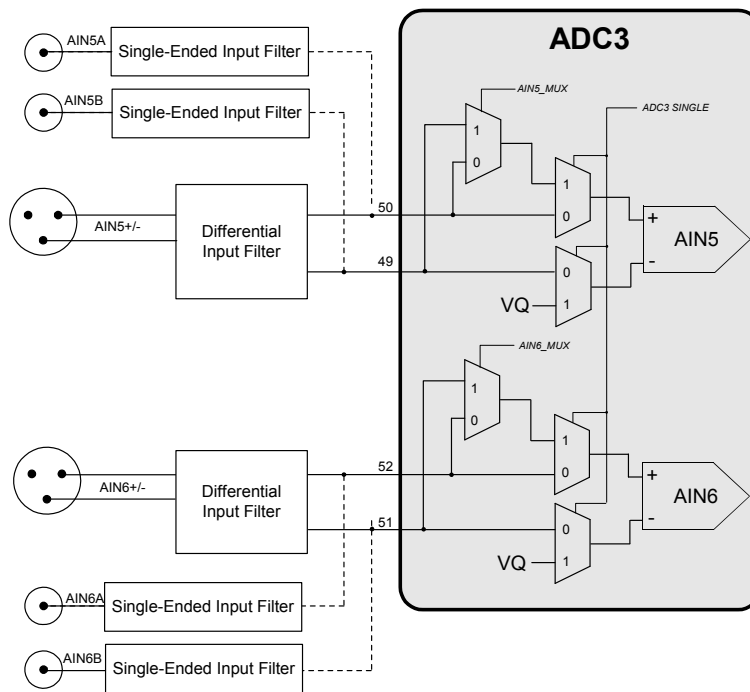 ADC3
AIN5A
Single-Ended Input Filter
AIN5B
Single-Ended Input Filter
AIN5_MUX
ADC3 SINGLE
1
0
1
0
AIN5+/-
Differential
Input Filter
50
49
+
-
AIN5
0
1
VQ
AIN6_MUX
1
0
1
0
AIN6+/-
Differential
Input Filter
52
51
+
-
AIN6
0
1
VQ
AIN6A
Single-Ended Input Filter
AIN6B
Single-Ended Input Filter